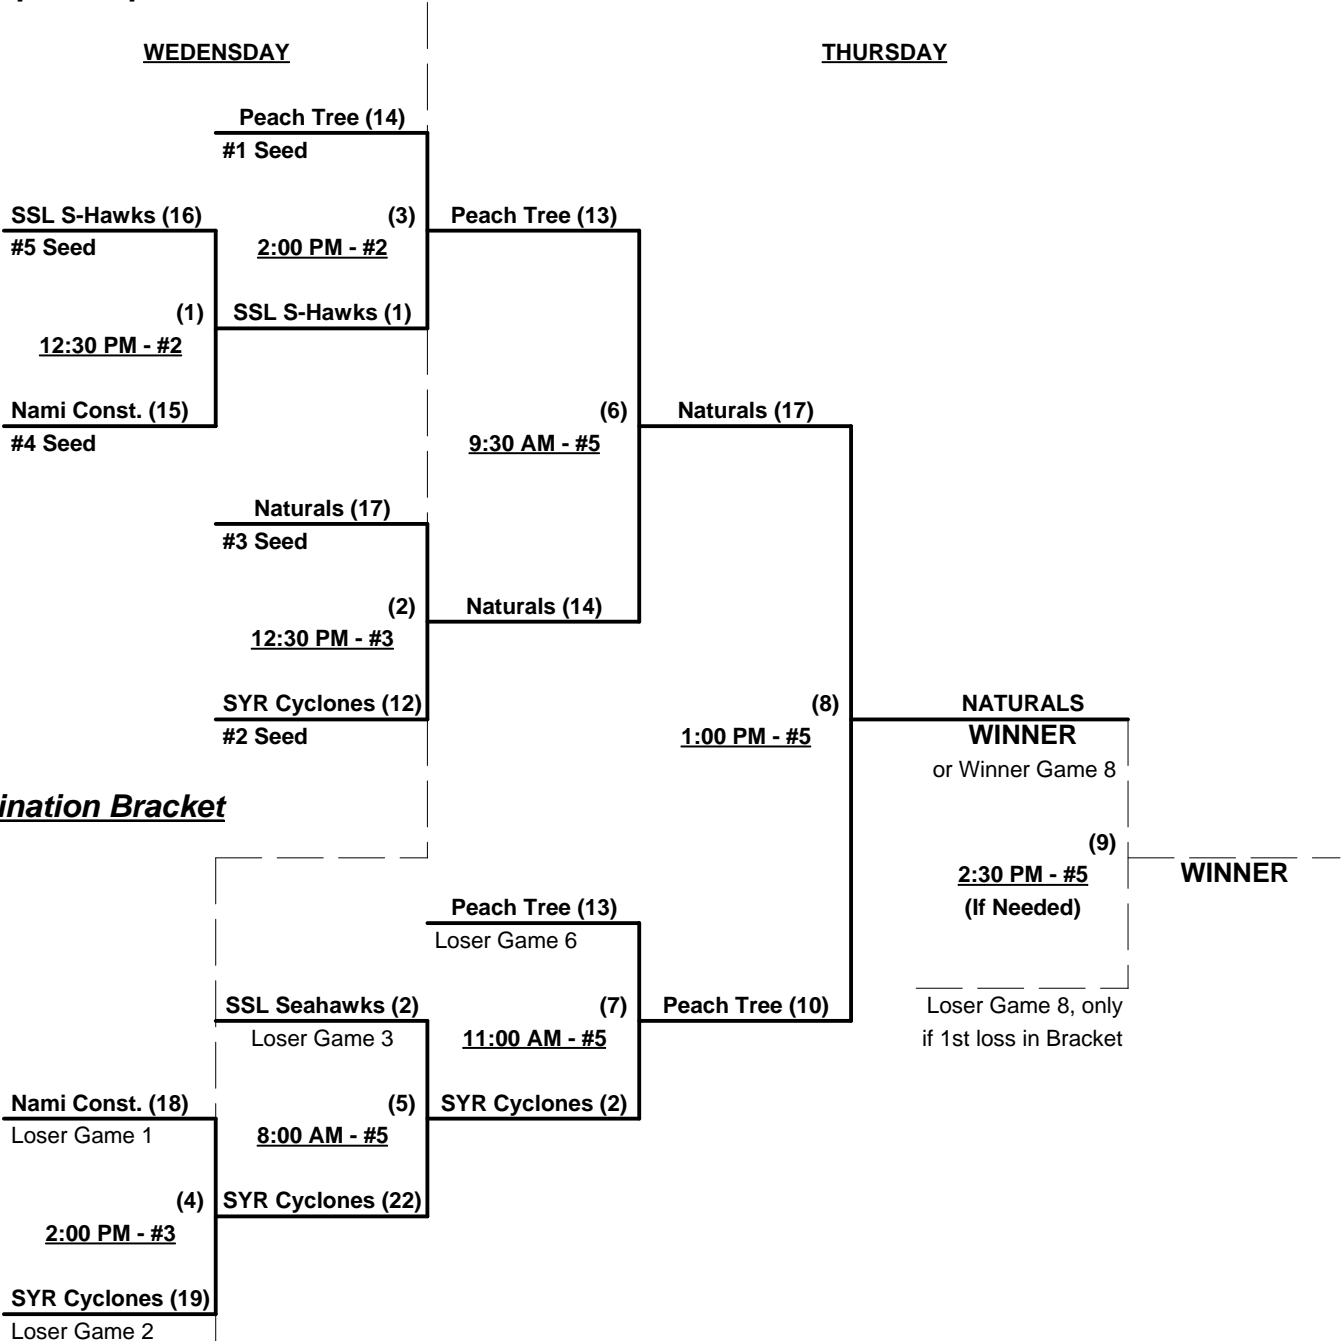 WEDENSDAY
THURSDAY
Peach Tree (14)
#1 Seed
SSL S-Hawks (16)
(3)
Peach Tree (13)
#5 Seed
2:00 PM - #2
(1)
SSL S-Hawks (1)
12:30 PM - #2
Nami Const. (15)
(6)
Naturals (17)
#4 Seed
9:30 AM - #5
Naturals (17)
#3 Seed
(2)
Naturals (14)
12:30 PM - #3
SYR Cyclones (12)
(8)
NATURALS
#2 Seed
1:00 PM - #5
WINNER
or Winner Game 8
ination Bracket
(9)
2:30 PM - #5
WINNER
(If Needed)
Peach Tree (13)
Loser Game 6
SSL Seahawks (2)
(7)
Peach Tree (10)
Loser Game 8, only
Loser Game 3
11:00 AM - #5
if 1st loss in Bracket
Nami Const. (18)
(5)
SYR Cyclones (2)
Loser Game 1
8:00 AM - #5
(4)
SYR Cyclones (22)
2:00 PM - #3
SYR Cyclones (19)
Loser Game 2